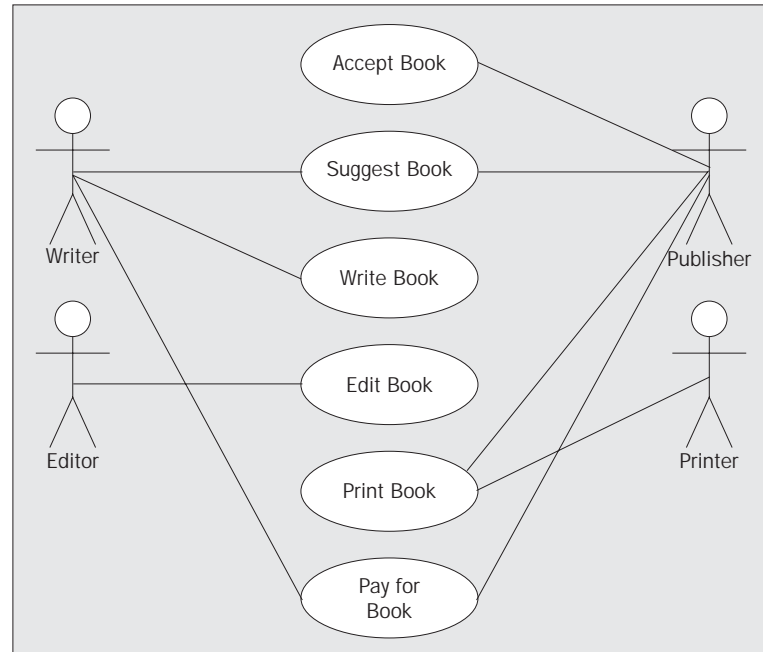 Accept Book
Suggest Book
Writer
Publisher
Write Book
Edit Book
Editor
Printer
Print Book
Pay for
Book